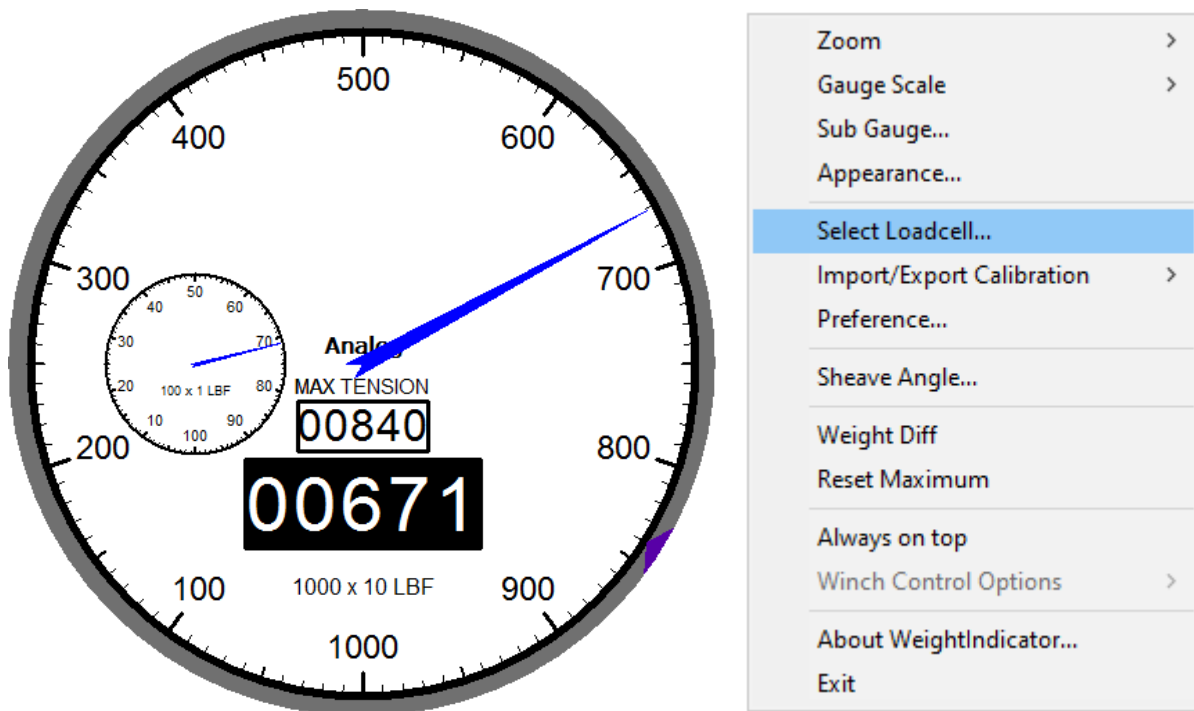 500
400
600
300
700
50
40
60
30
70
Analog
20
80
100 x 1 LBF
MAX TENSION
10
90
100
00840
200
800
00671
100
1000 x 10 LBF
900
1000
Zoom
Gauge Scale
Sub Gauge...
Appearance...
Select Loadcell...
Import/Export Calibration
Preference...
Sheave Angle...
Weight Diff
Reset Maximum
Always on top
Winch Control Options
About WeightIndicator...
Exit